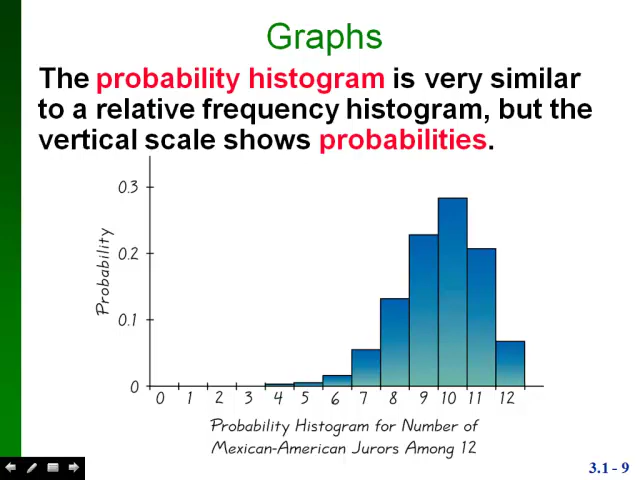 Graphs
The probability histogram is very similar
to a relative frequency histogram, but the
vertical scale shows probabilities.
0.3
0.2
0.1
0
Probability
0 1 2 3 4 5 6 7 8 9 10 11 12
Probability Histogram for Number of
Mexican-American Jurors Among 12
3.1 - 9